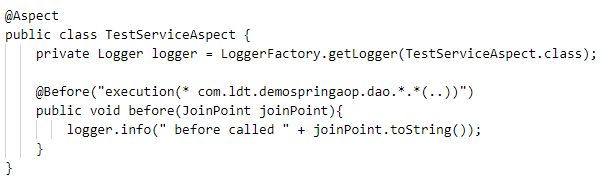 @Aspect
public class TestServiceAspect {
    private Logger logger = LoggerFactory.getLogger(TestServiceAspect.class);

    @Before("execution(* com.ldt.demospringaop.dao.*.*(..))")
    public void before(JoinPoint joinPoint){
        logger.info(" before called " + joinPoint.toString());
    }
}